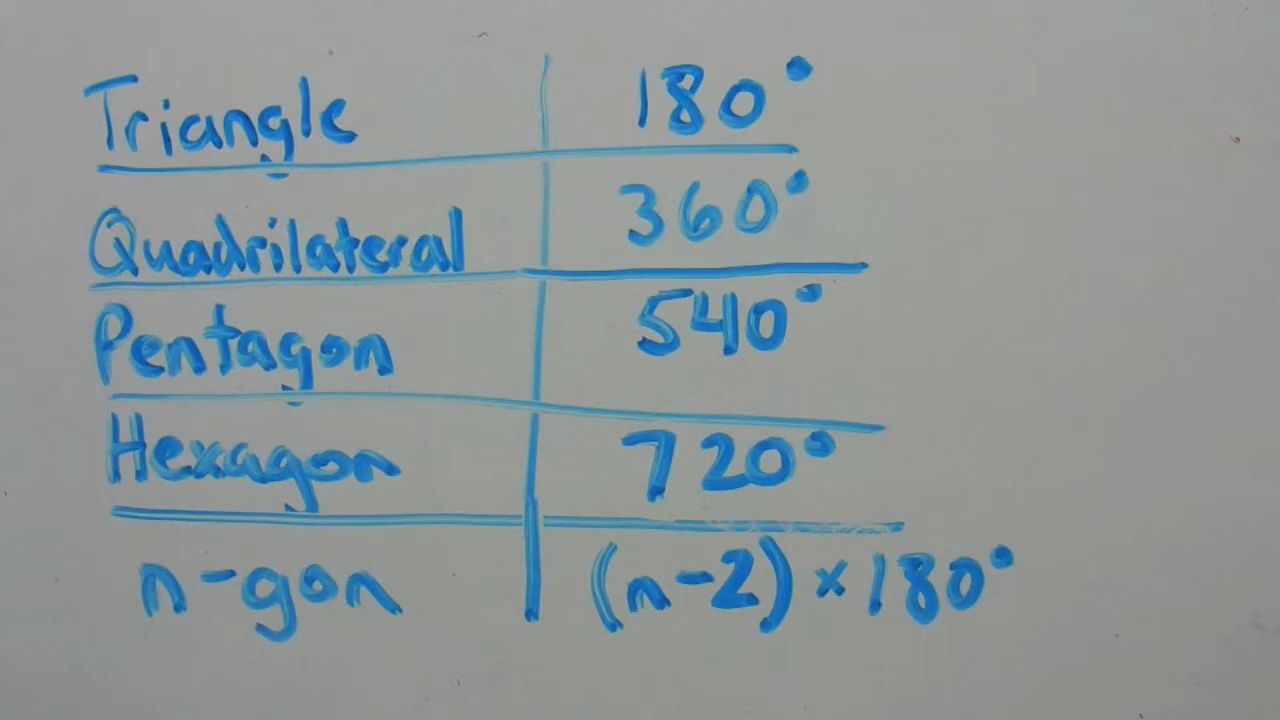 Triangle 180°
Quadrilateral 360°
Pentagon 540°
Hexagon 720°
n-gon (n-2)×180°